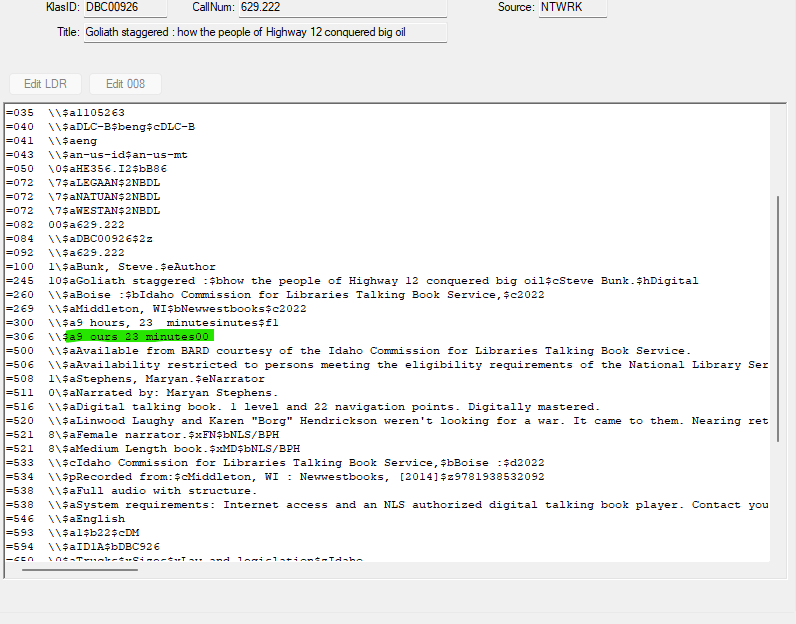 KlasID: DBC00926 CallNum: 629.222 Source: NTWRK
Title: Goliath staggered : how the people of Highway 12 conquered big oil
Edit LDR Edit 008
=035 \\$a1105263
=040 \\$aDLC-B$beng$cDLC-B
=041 \\$aeng
=043 \\$an-us-id$an-us-mt
=050 \0$aHE356.I2$bB86
=072 \7$aLEGAAN$2NBDL
=072 \7$aNATUAN$2NBDL
=072 \7$aWESTAN$2NBDL
=082 00$a629.222
=084 \\$aDBC00926$2z
=092 \\$a629.222
=100 1\$aBunk, Steve.$eAuthor
=245 10$aGoliath staggered :$bhow the people of Highway 12 conquered big oil$cSteve Bunk.$hDigital
=260 \\$aBoise :$bIdaho Commission for Libraries Talking Book Service,$c2022
=269 \\$aMiddleton, WI$bNewwestbooks$c2022
=300 \\$a9 hours, 23  minutesinutes$f1
=306 \\$a9 ours 23 minutes00
=500 \\$aAvailable from BARD courtesy of the Idaho Commission for Libraries Talking Book Service.
=506 \\$aAvailability restricted to persons meeting the eligibility requirements of the National Library Ser
=508 1\$aStephens, Maryan.$eNarrator
=511 0\$aNarrated by: Maryan Stephens.
=516 \\$aDigital talking book. 1 level and 22 navigation points. Digitally mastered.
=520 \\$aLinwood Laughy and Karen "Borg" Hendrickson weren't looking for a war. It came to them. Nearing ret
=521 8\$aFemale narrator.$xFN$bNLS/BPH
=521 8\$aMedium Length book.$xMD$bNLS/BPH
=533 \\$cIdaho Commission for Libraries Talking Book Service,$bBoise :$d2022
=534 \\$pRecorded from:$cMiddleton, WI : Newwestbooks, [2014]$z9781938532092
=538 \\$aFull audio with structure.
=538 \\$aSystem requirements: Internet access and an NLS authorized digital talking book player. Contact you
=546 \\$aEnglish
=593 \\$a1$b22$cDM
=594 \\$aID1A$bDBC926
=650 \0$aTrucks$xSizes$xLaw and legislation$zIdaho